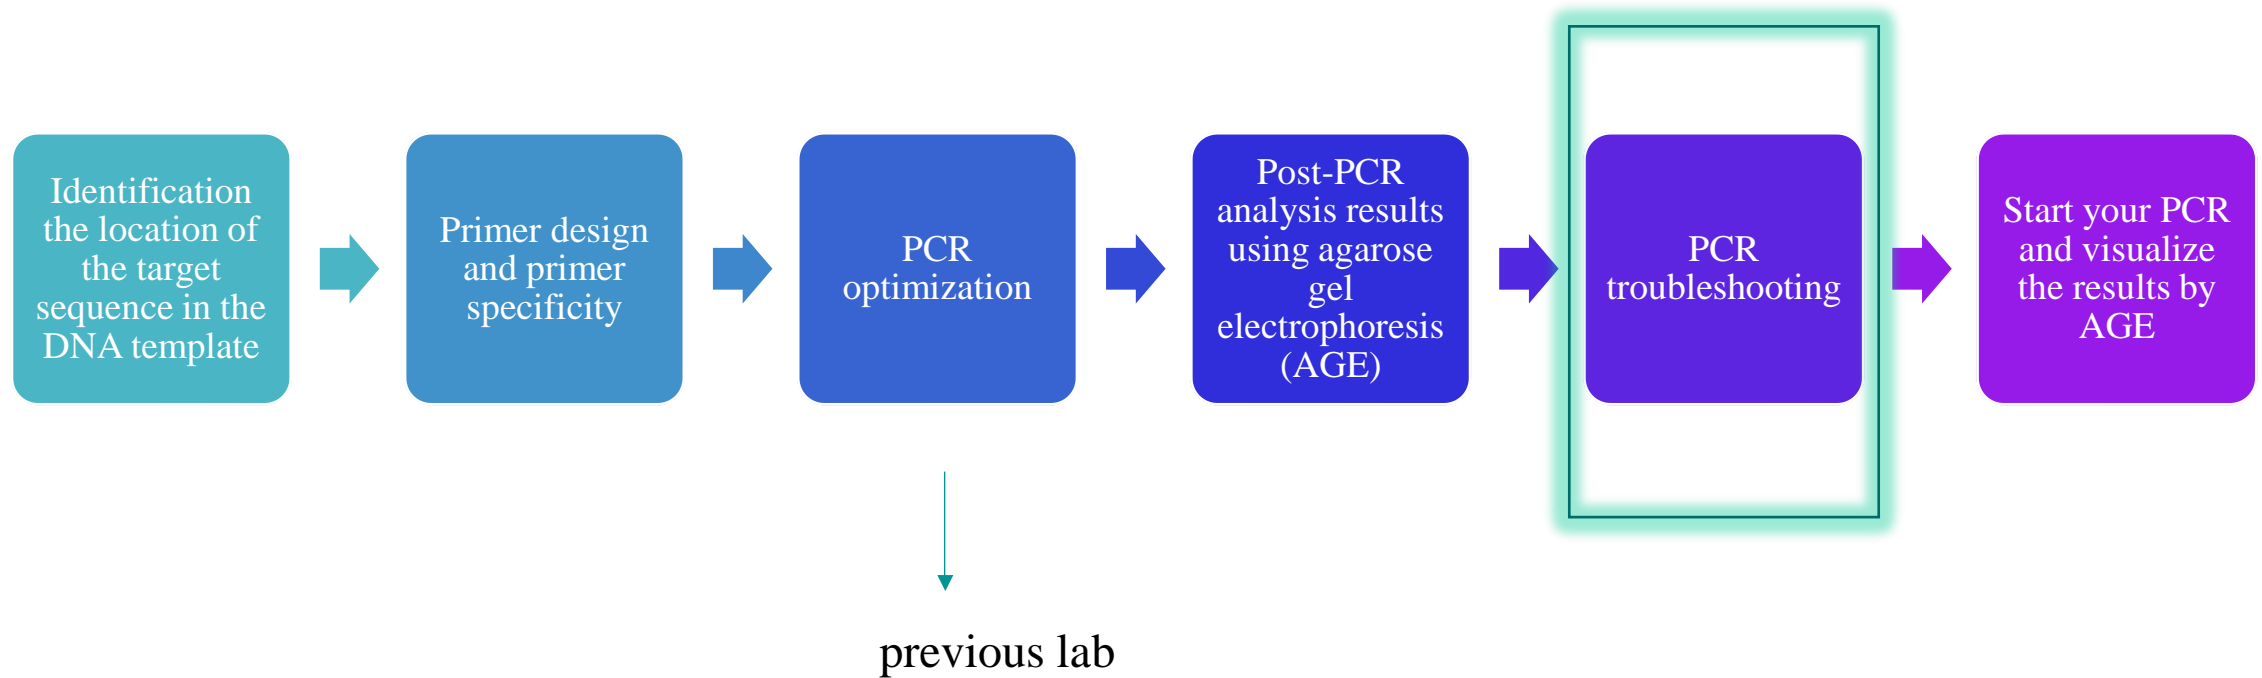 Identification
the location of
the target
sequence in the
DNA template
Primer design
and primer
specificity
PCR
optimization
Post-PCR
analysis results
using agarose
gel
electrophoresis
(AGE)
PCR
troubleshooting
Start your PCR
and visualize
the results by
AGE
previous lab